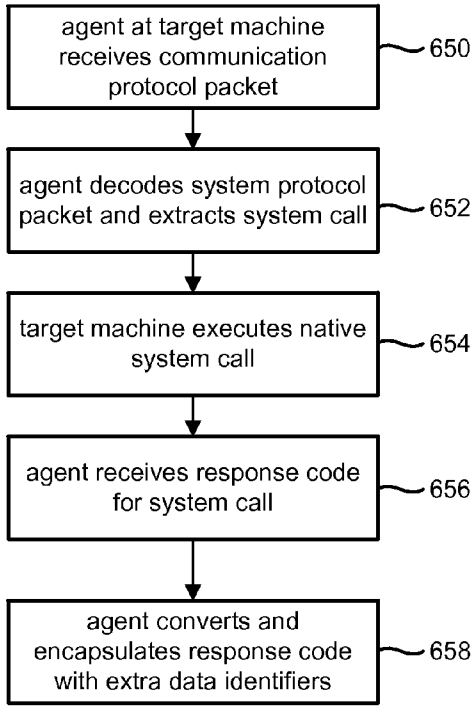 agent at target machine
receives communication
protocol packet
650
agent decodes system protocol
packet and extracts system call
652
target machine executes native
system call
654
agent receives response code
for system call
656
agent converts and
encapsulates response code
with extra data identifiers
658